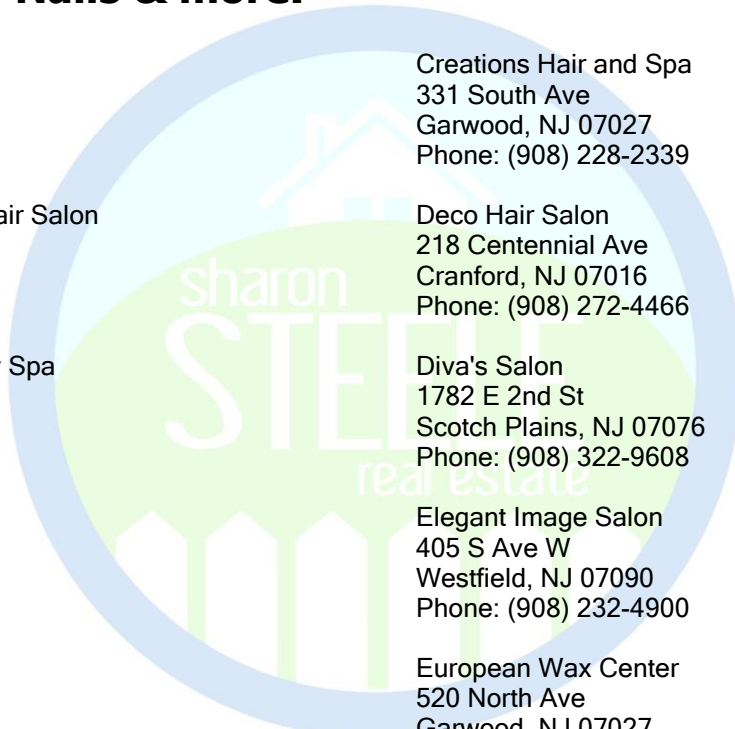 Nails & More:
air Salon
Spa
Creations Hair and Spa
331 South Ave
Garwood, NJ 07027
Phone: (908) 228-2339
Deco Hair Salon
218 Centennial Ave
Cranford, NJ 07016
Phone: (908) 272-4466
Diva's Salon
1782 E 2nd St
Scotch Plains, NJ 07076
Phone: (908) 322-9608
Elegant Image Salon
405 S Ave W
Westfield, NJ 07090
Phone: (908) 232-4900
European Wax Center
520 North Ave
Garwood, NJ 07027
sharon
STEELE
real estate